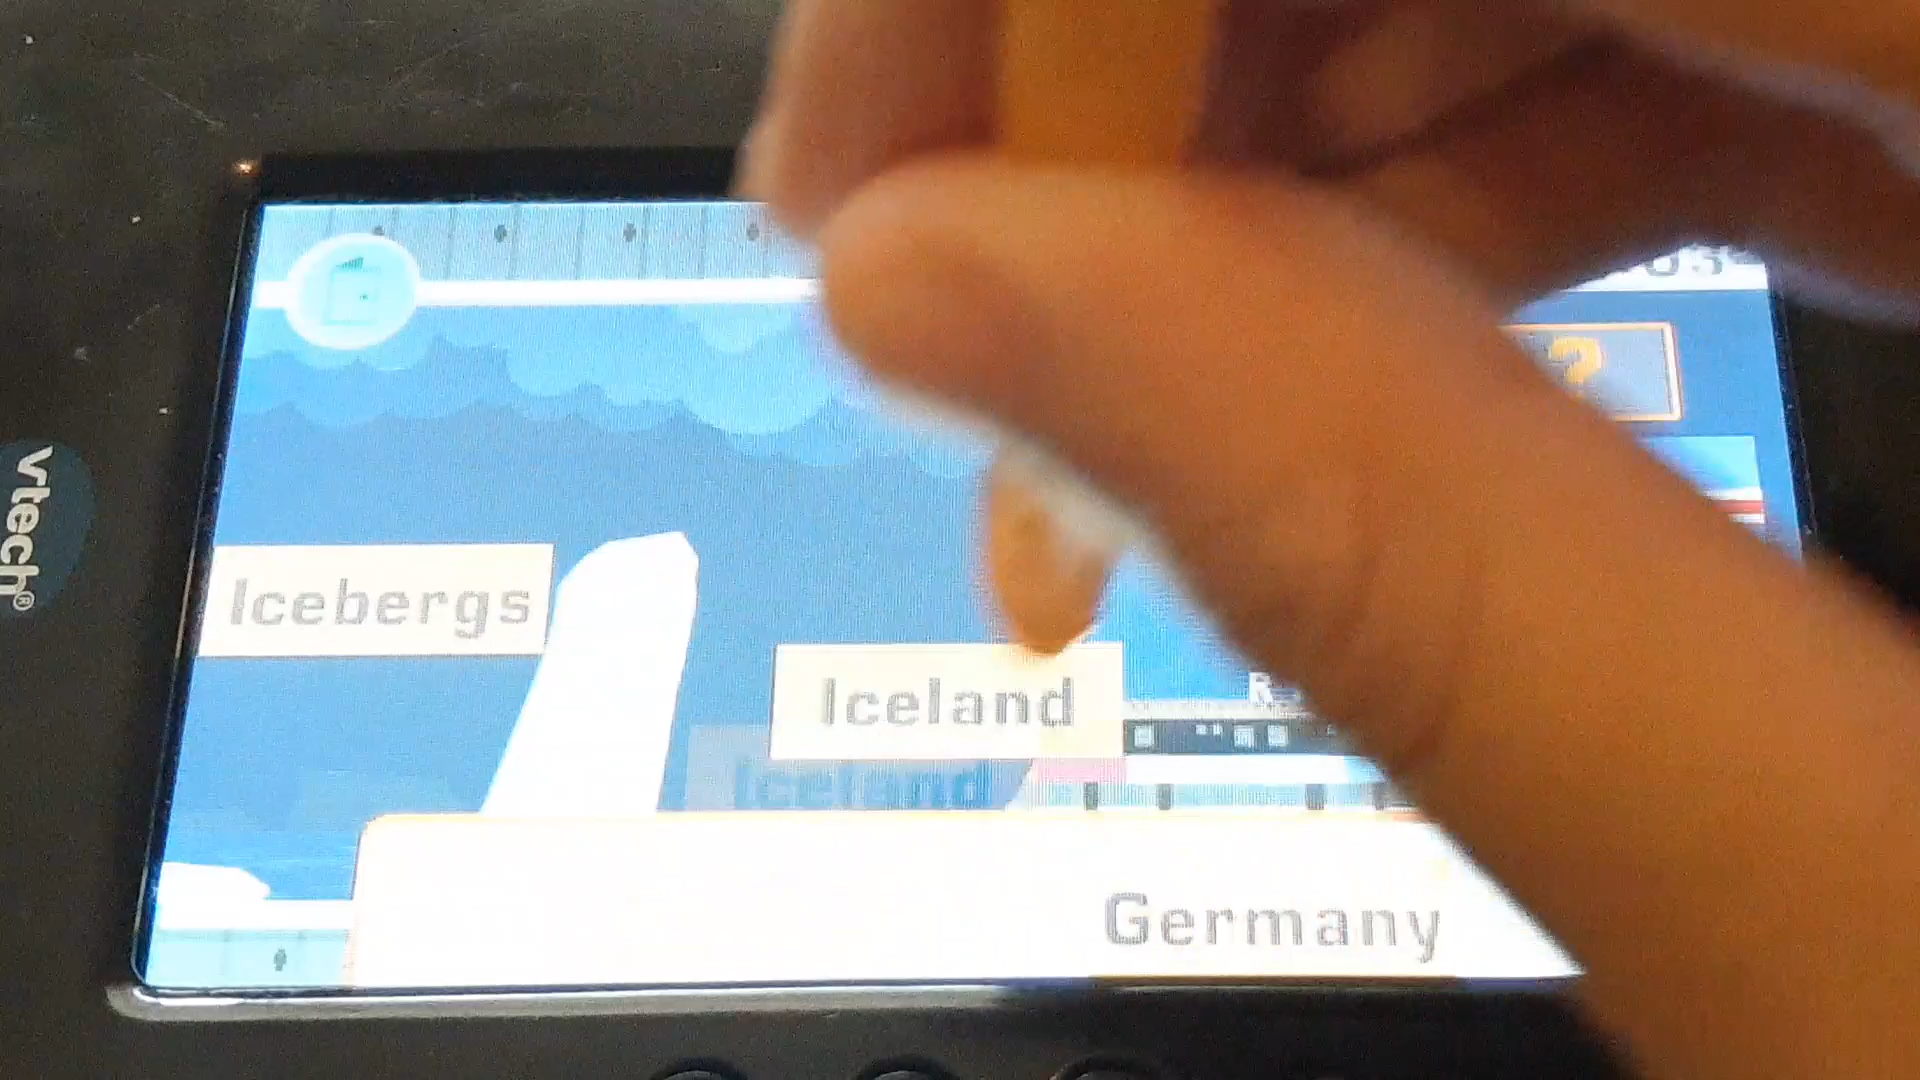 vtech®
?
Icebergs
Iceland
Iceland
Germany